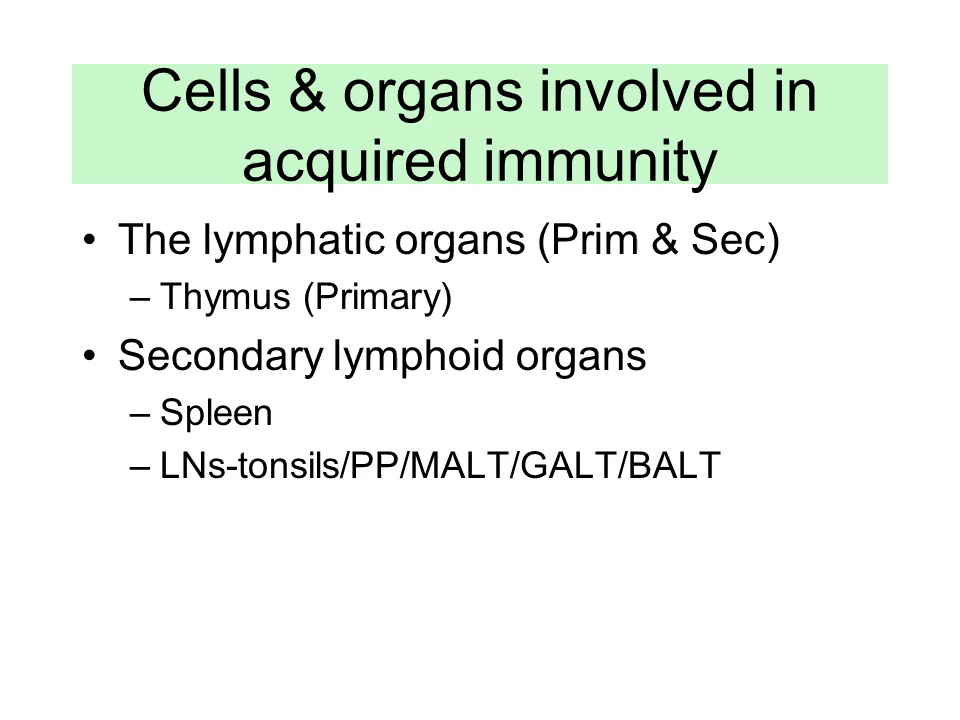 Cells & organs involved in
acquired immunity
• The lymphatic organs (Prim & Sec)
– Thymus (Primary)
• Secondary lymphoid organs
– Spleen
– LNs-tonsils/PP/MALT/GALT/BALT